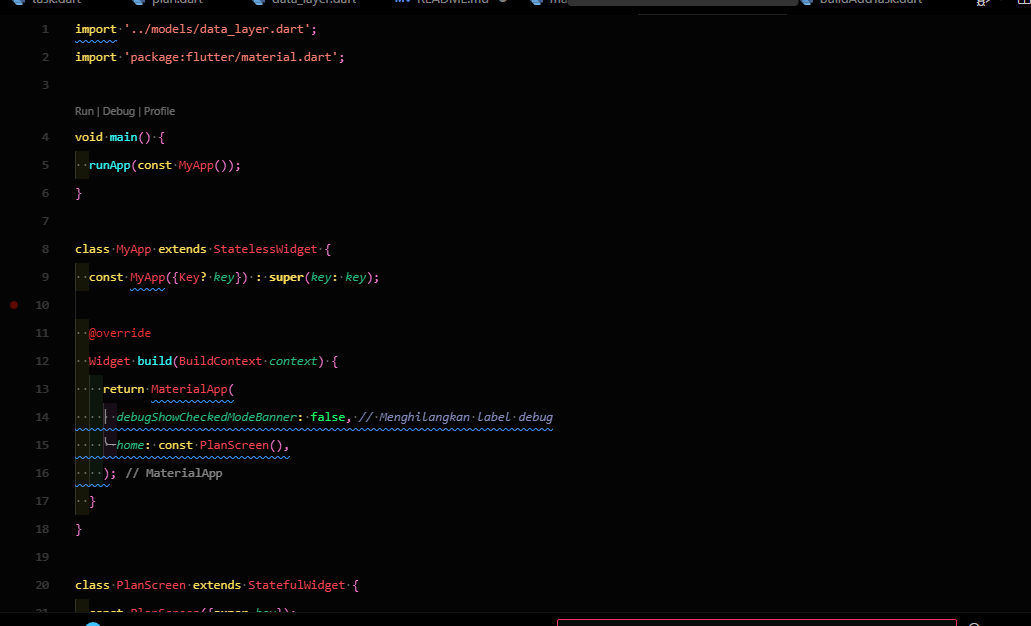 task.dart plan.dart data_layer.dart README.md buildAddTask.dart
1 import '../models/data_layer.dart';
2 import 'package:flutter/material.dart';
3
Run | Debug | Profile
4 void main() {
5 runApp(const MyApp());
6 }
7
8 class MyApp extends StatelessWidget {
9 const MyApp({Key? key}) : super(key: key);
10
11 @override
12 Widget build(BuildContext context) {
13 return MaterialApp(
14 debugShowCheckedModeBanner: false, // Menghilangkan label debug
15 home: const PlanScreen(),
16 ); // MaterialApp
17 }
18 }
19
20 class PlanScreen extends StatefulWidget {
21 const PlanScreen({super.key});